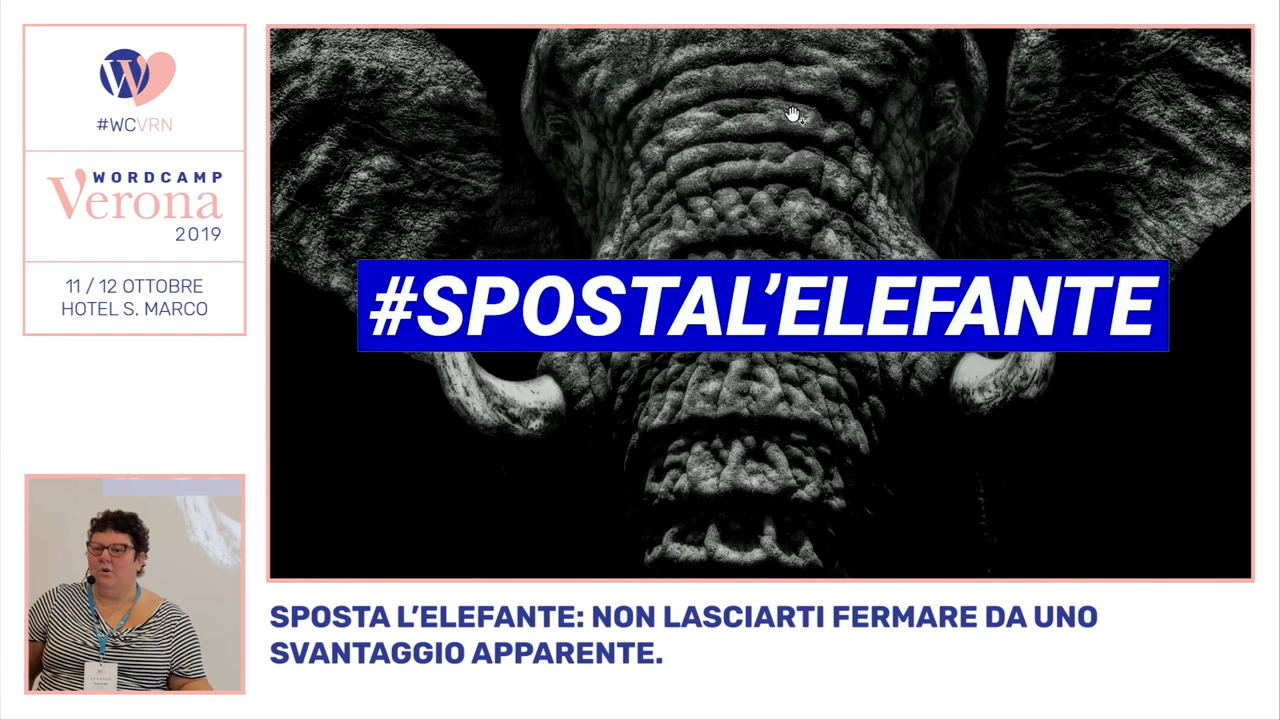 #WCVRN
WORDCAMP
Verona
2019
11 / 12 OTTOBRE
HOTEL S. MARCO
#SPOSTAL’ELEFANTE
SPOSTA L’ELEFANTE: NON LASCIARTI FERMARE DA UNO
SVANTAGGIO APPARENTE.